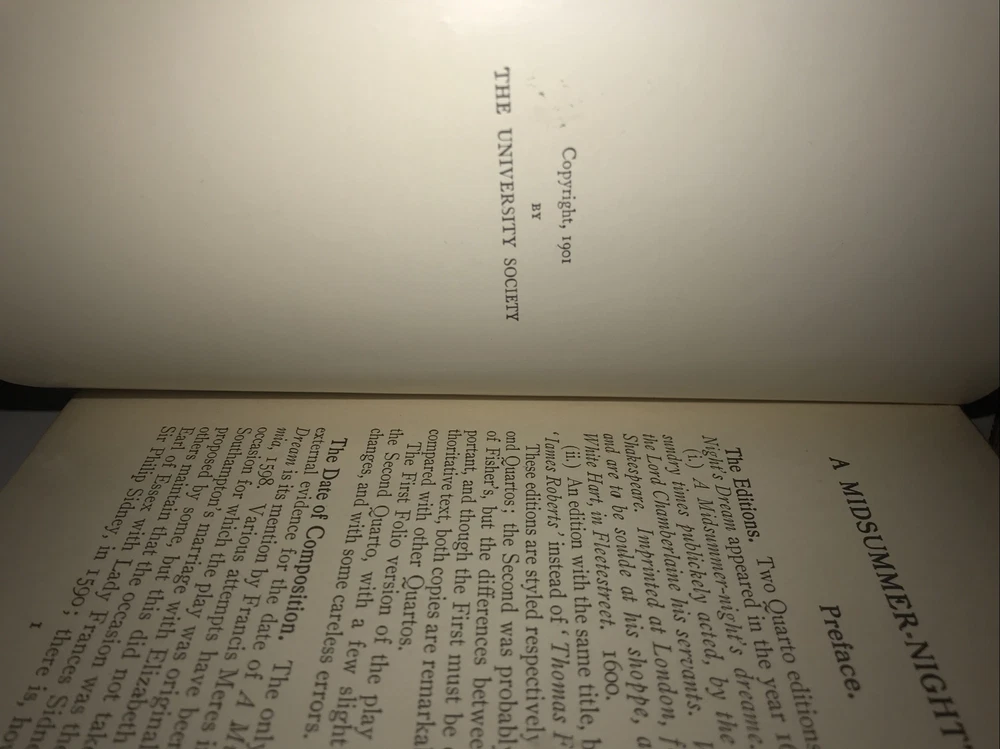 Copyright, 1901
BY
THE UNIVERSITY SOCIETY
A MIDSUMMER-NIGHT'
Preface.
The Editions. Two Quarto edition
Night's Dream appeared in the year
(i.) A Midsummer-night's dreame.
sundry times publickely acted, by the
the Lord Chamberlaine his servants.
Shakespeare. Imprinted at London, f
and are to be soulde at his shoppe, a
White Hart, in Fleetestreet. 1600.
(ii.) An edition with the same title, b
'Iames Roberts' instead of 'Thomas F
These editions are styled respectively
ond Quartos; the Second was probabl
of Fisher's, but the differences betwee
portant, and though the First must be
thoritative text, both copies are remarka
compared with other Quartos.
The First Folio version of the play
the Second Quarto, with a few slight
changes, and with some careless errors.
The Date of Composition. The only
external evidence for the date of A M
Dream is its mention by Francis Meres i
mia, 1598. Various attempts have been
occasion for which the play was original
Southampton's marriage with Elizabeth
proposed by some, but this did not tak
others maintain that the occasion was th
Earl of Essex with Lady Frances Sidne
Sir Philip Sidney, in 1590; there is, ho
1